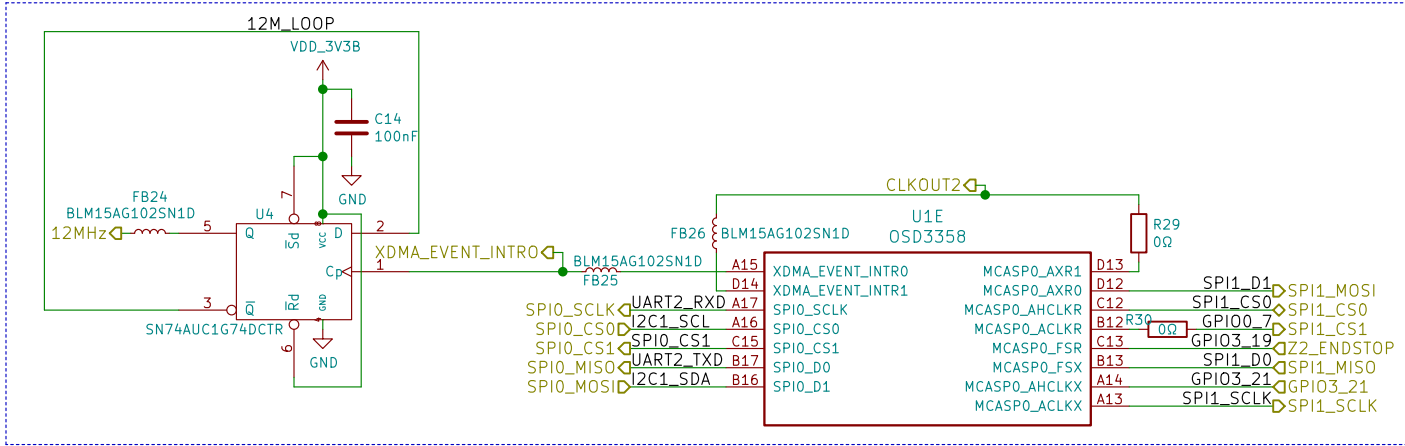 12M_LOOP
VDD_3V3B
C14
100nF
GND
FB24
BLM15AG102SN1D
12MHz
U4
7
5
Q
Sd
VCC
8
D
2
Cp
1
3
Q
Rd
GND
4
SN74AUC1G74DCTR
6
GND
XDMA_EVENT_INTRO
BLM15AG102SN1D
FB25
CLKOUT2
FB26
BLM15AG102SN1D
U1E
OSD3358
R29
0Ω
A15
XDMA_EVENT_INTR0
MCASP0_AXR1
D13
D14
XDMA_EVENT_INTR1
MCASP0_AXR0
D12
SPI1_D1
SPI1_MOSI
SPI0_SCLK
UART2_RXD
A17
SPI0_SCLK
MCASP0_AHCLKR
C12
SPI1_CS0
SPI1_CS0
SPI0_CS0
I2C1_SCL
A16
SPI0_CS0
MCASP0_ACLKR
B12
R30
0Ω
GPIO0_7
SPI1_CS1
SPI0_CS1
SPI0_CS1
C15
SPI0_CS1
MCASP0_FSR
C13
GPIO3_19
Z2_ENDSTOP
SPI0_MISO
UART2_TXD
B17
SPI0_D0
MCASP0_FSX
B13
SPI1_D0
SPI1_MISO
SPI0_MOSI
I2C1_SDA
B16
SPI0_D1
MCASP0_AHCLKX
A14
GPIO3_21
GPIO3_21
MCASP0_ACLKX
A13
SPI1_SCLK
SPI1_SCLK